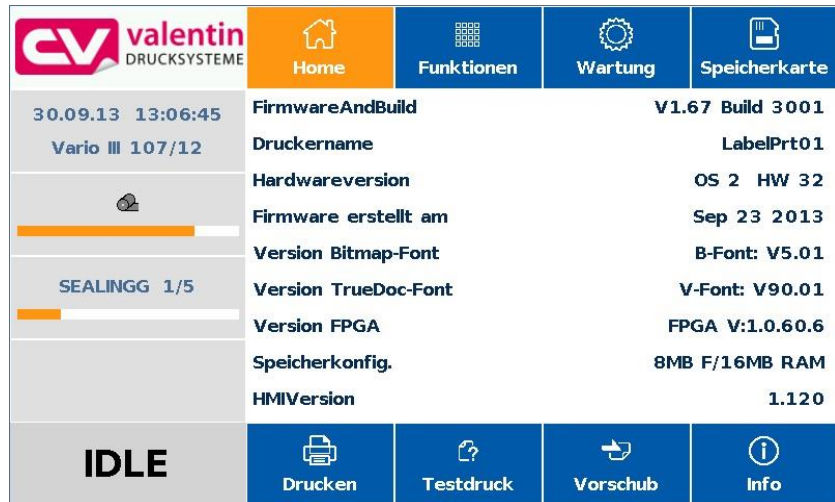 CV valentin
DRUCKSYSTEME
Home
Funktionen
Wartung
Speicherkarte
30.09.13 13:06:45
Vario III 107/12
SEALINGG 1/5
FirmwareAndBuild V1.67 Build 3001
Druckername LabelPrt01
Hardwareversion OS 2 HW 32
Firmware erstellt am Sep 23 2013
Version Bitmap-Font B-Font: V5.01
Version TrueDoc-Font V-Font: V90.01
Version FPGA FPGA V:1.0.60.6
Speicherkonfig. 8MB F/16MB RAM
HMIVersion 1.120
IDLE
Drucken
Testdruck
Vorschub
Info